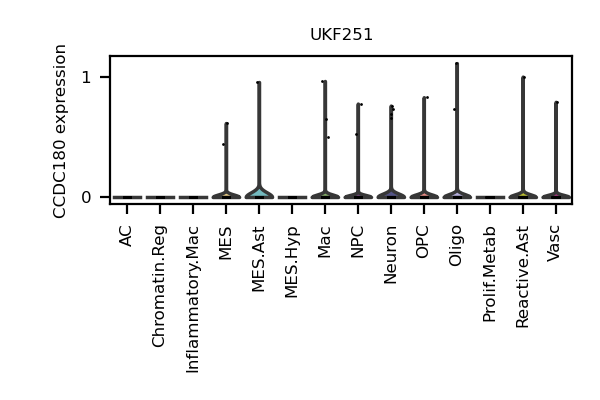 UKF251
CCDC180 expression
1
0
AC
Chromatin.Reg
Inflammatory.Mac
MES
MES.Ast
MES.Hyp
Mac
NPC
Neuron
OPC
Oligo
Prolif.Metab
Reactive.Ast
Vasc